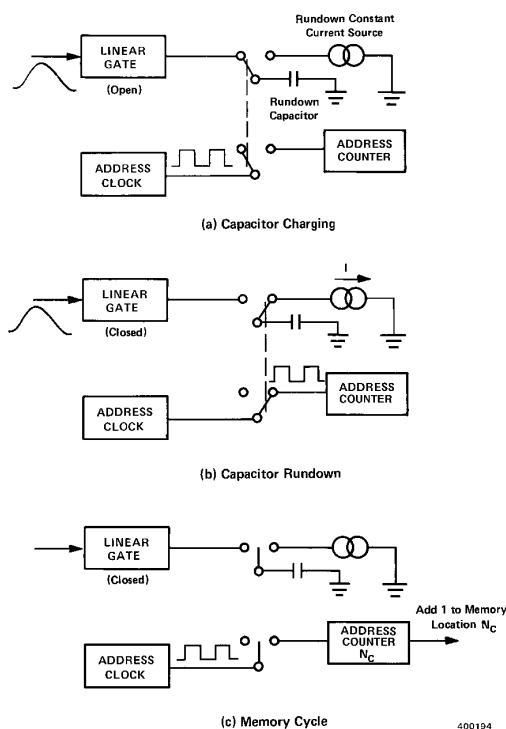 Rundown Constant
Current Source
LINEAR
GATE
(Open)
Rundown
Capacitor
ADDRESS
CLOCK
ADDRESS
COUNTER
(a) Capacitor Charging
I
LINEAR
GATE
(Closed)
ADDRESS
CLOCK
ADDRESS
COUNTER
(b) Capacitor Rundown
LINEAR
GATE
(Closed)
Add 1 to Memory
Location NC
ADDRESS
CLOCK
ADDRESS
COUNTER
NC
(c) Memory Cycle
400194